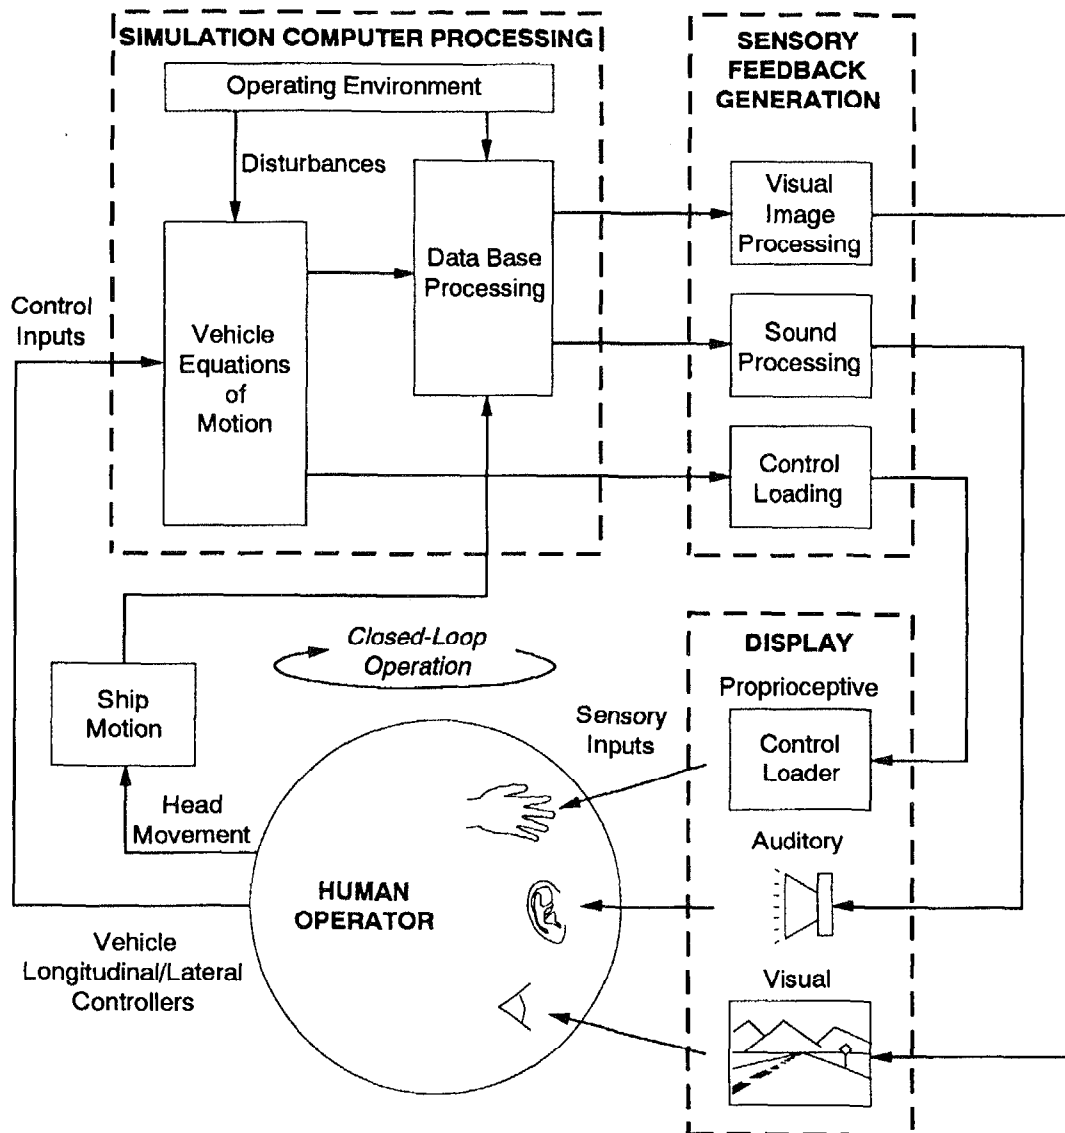 SIMULATION COMPUTER PROCESSING
Operating Environment
Disturbances
Data Base
Processing
Vehicle
Equations
of
Motion
Control
Inputs
SENSORY
FEEDBACK
GENERATION
Visual
Image
Processing
Sound
Processing
Control
Loading
Closed-Loop
Operation
Ship
Motion
Head
Movement
Sensory
Inputs
HUMAN
OPERATOR
Vehicle
Longitudinal/Lateral
Controllers
DISPLAY
Proprioceptive
Control
Loader
Auditory
Visual